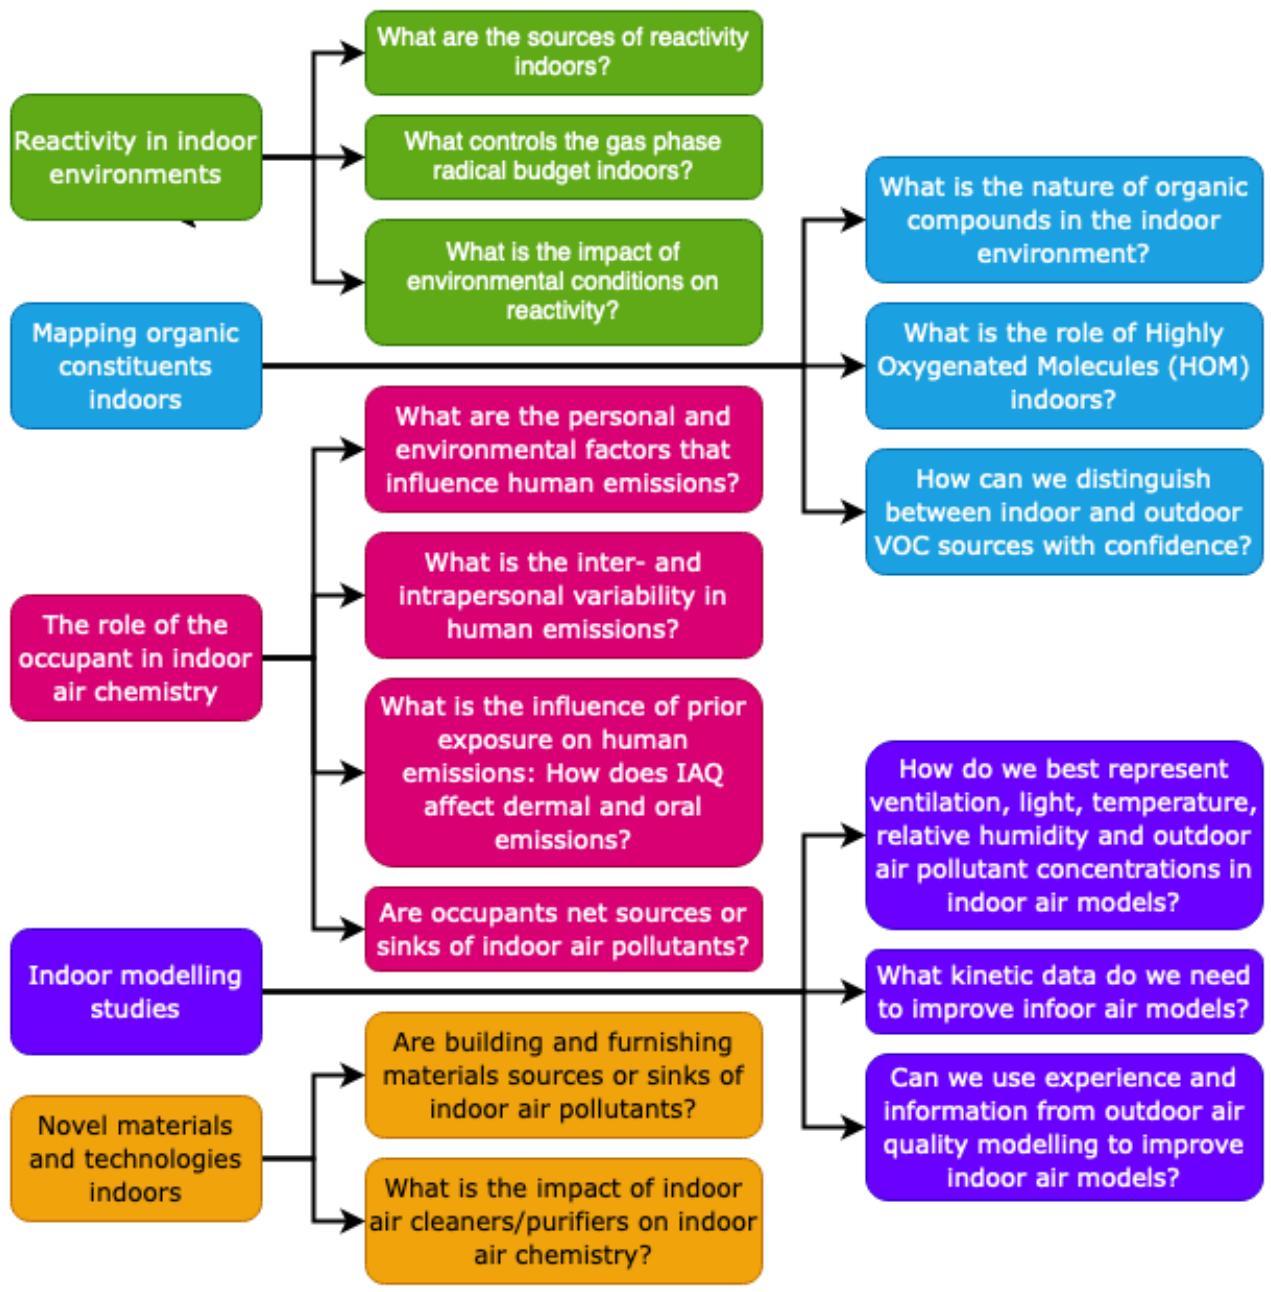 Reactivity in indoor
environments
What are the sources of reactivity
indoors?
What controls the gas phase
radical budget indoors?
What is the impact of
environmental conditions on
reactivity?
Mapping organic
constituents
indoors
What is the nature of organic
compounds in the indoor
environment?
What is the role of Highly
Oxygenated Molecules (HOM)
indoors?
How can we distinguish
between indoor and outdoor
VOC sources with confidence?
The role of the
occupant in indoor
air chemistry
What are the personal and
environmental factors that
influence human emissions?
What is the inter- and
intrapersonal variability in
human emissions?
What is the influence of prior
exposure on human
emissions: How does IAQ
affect dermal and oral
emissions?
Are occupants net sources or
sinks of indoor air pollutants?
Indoor modelling
studies
How do we best represent
ventilation, light, temperature,
relative humidity and outdoor
air pollutant concentrations in
indoor air models?
What kinetic data do we need
to improve infoor air models?
Can we use experience and
information from outdoor air
quality modelling to improve
indoor air models?
Novel materials
and technologies
indoors
Are building and furnishing
materials sources or sinks of
indoor air pollutants?
What is the impact of indoor
air cleaners/purifiers on indoor
air chemistry?